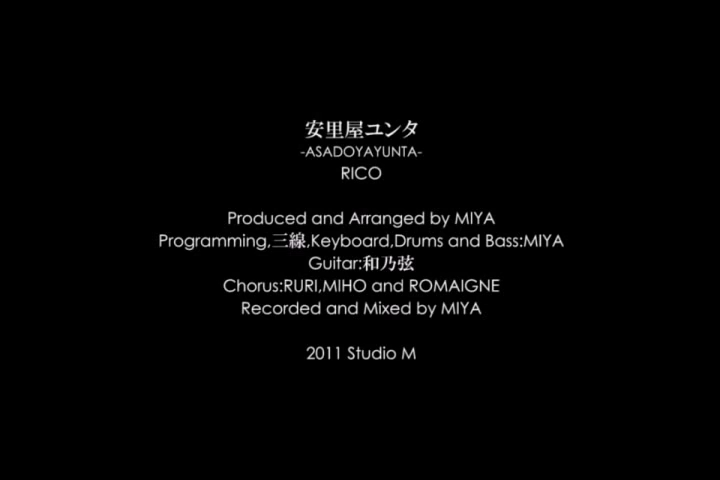 安里屋ユンタ
-ASADOYAYUNTA-
RICO
Produced and Arranged by MIYA
Programming,三線,Keyboard,Drums and Bass:MIYA
Guitar:和乃弦
Chorus:RURI,MIHO and ROMAIGNE
Recorded and Mixed by MIYA
2011 Studio M